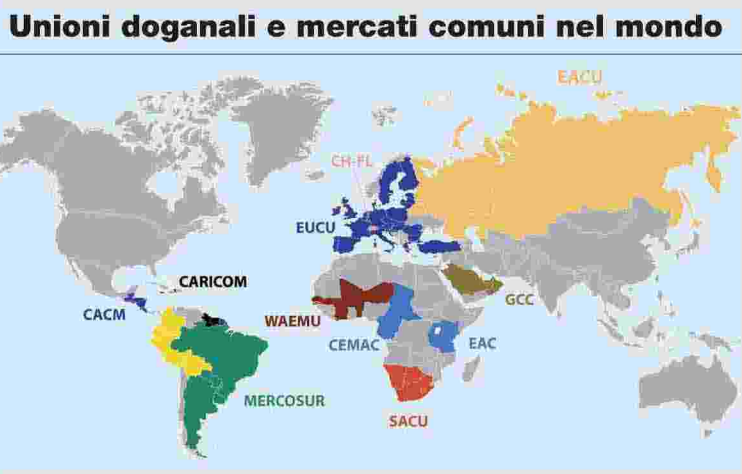 Unioni doganali e mercati comuni nel mondo
EACU
CH-FL
EUCU
CARICOM
CACM
GCC
WAEMU
CEMAC
EAC
MERCOSUR
SACU